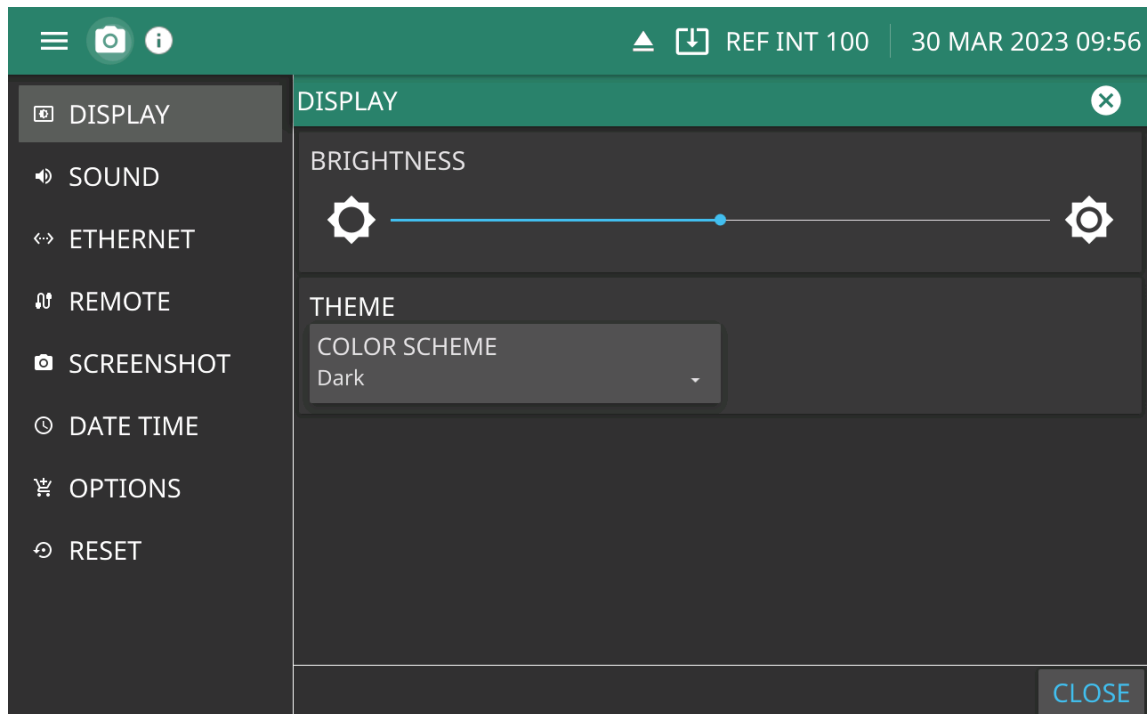 REF INT 100 30 MAR 2023 09:56
DISPLAY
SOUND
ETHERNET
REMOTE
SCREENSHOT
DATE TIME
OPTIONS
RESET
DISPLAY
BRIGHTNESS
THEME
COLOR SCHEME
Dark
CLOSE